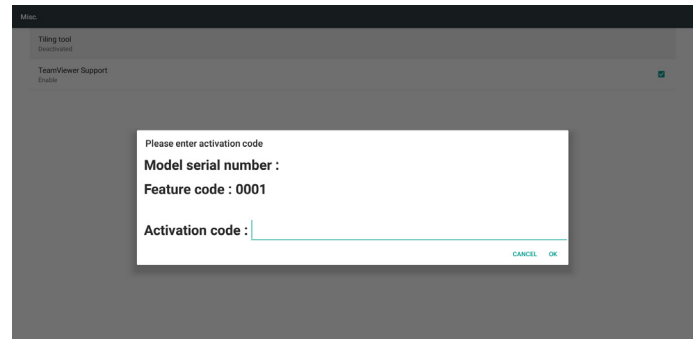 Misc.
Tiling tool
Deactivated
TeamViewer Support
Enable
Please enter activation code
Model serial number :
Feature code : 0001
Activation code :
CANCEL OK